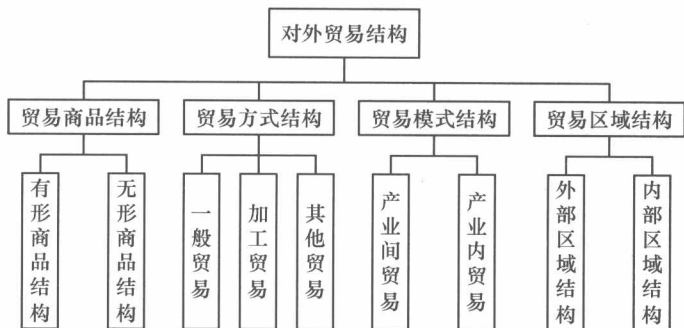 对外贸易结构
贸易商品结构
贸易方式结构
贸易模式结构
贸易区域结构
有形商品结构
无形商品结构
一般贸易
加工贸易
其他贸易
产业间贸易
产业内贸易
外部区域结构
内部区域结构